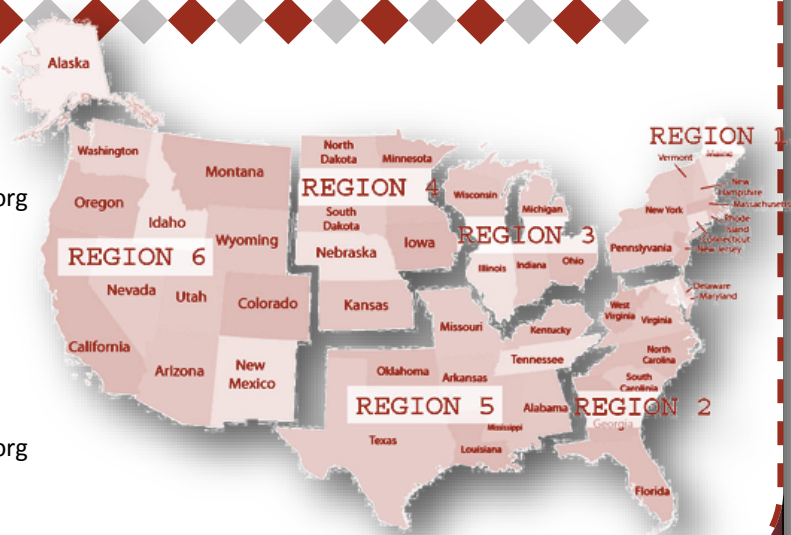 Alaska
REGION 1
Vermont
Maine
Washington
North
Dakota
Minnesota
Montana
REGION 4
New
Hampshire
Massachusetts
org
Oregon
Wisconsin
Michigan
New York
Rhode
Island
Idaho
South
Dakota
Connecticut
New Jersey
Wyoming
Iowa
REGION 3
Pennslyvania
REGION 6
Nebraska
Illinois
Indiana
Ohio
Nevada
Utah
Colorado
Kansas
Delaware
Maryland
West
Virginia
Virginia
Missouri
Kentucky
California
Arizona
New
Mexico
Oklahoma
Arkansas
Tennessee
North
Carolina
South
Carolinia
REGION 5
Alabama
REGION 2
Mississippi
Georgia
Texas
Louisiana
org
Florida